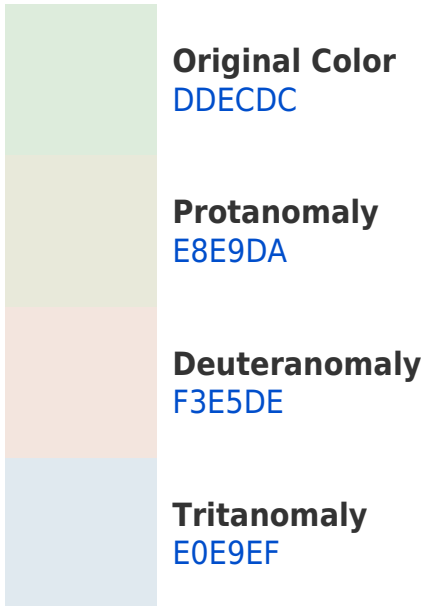 Original Color
DDECDC
Protanomaly
E8E9DA
Deuteranomaly
F3E5DE
Tritanomaly
E0E9EF